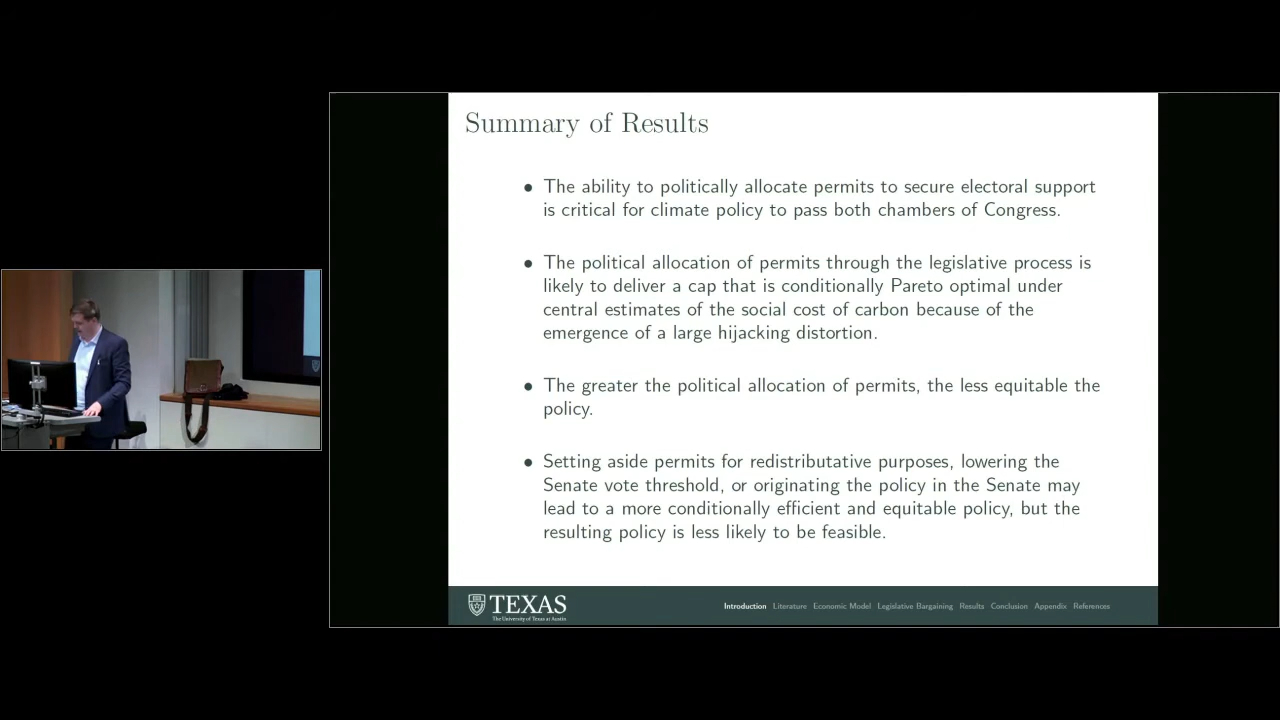 Summary of Results
• The ability to politically allocate permits to secure electoral support
is critical for climate policy to pass both chambers of Congress.
• The political allocation of permits through the legislative process is
likely to deliver a cap that is conditionally Pareto optimal under
central estimates of the social cost of carbon because of the
emergence of a large hijacking distortion.
• The greater the political allocation of permits, the less equitable the
policy.
• Setting aside permits for redistributative purposes, lowering the
Senate vote threshold, or originating the policy in the Senate may
lead to a more conditionally efficient and equitable policy, but the
resulting policy is less likely to be feasible.
TEXAS
The University of Texas at Austin
Introduction Literature Economic Model Legislative Bargaining Results Conclusion Appendix References